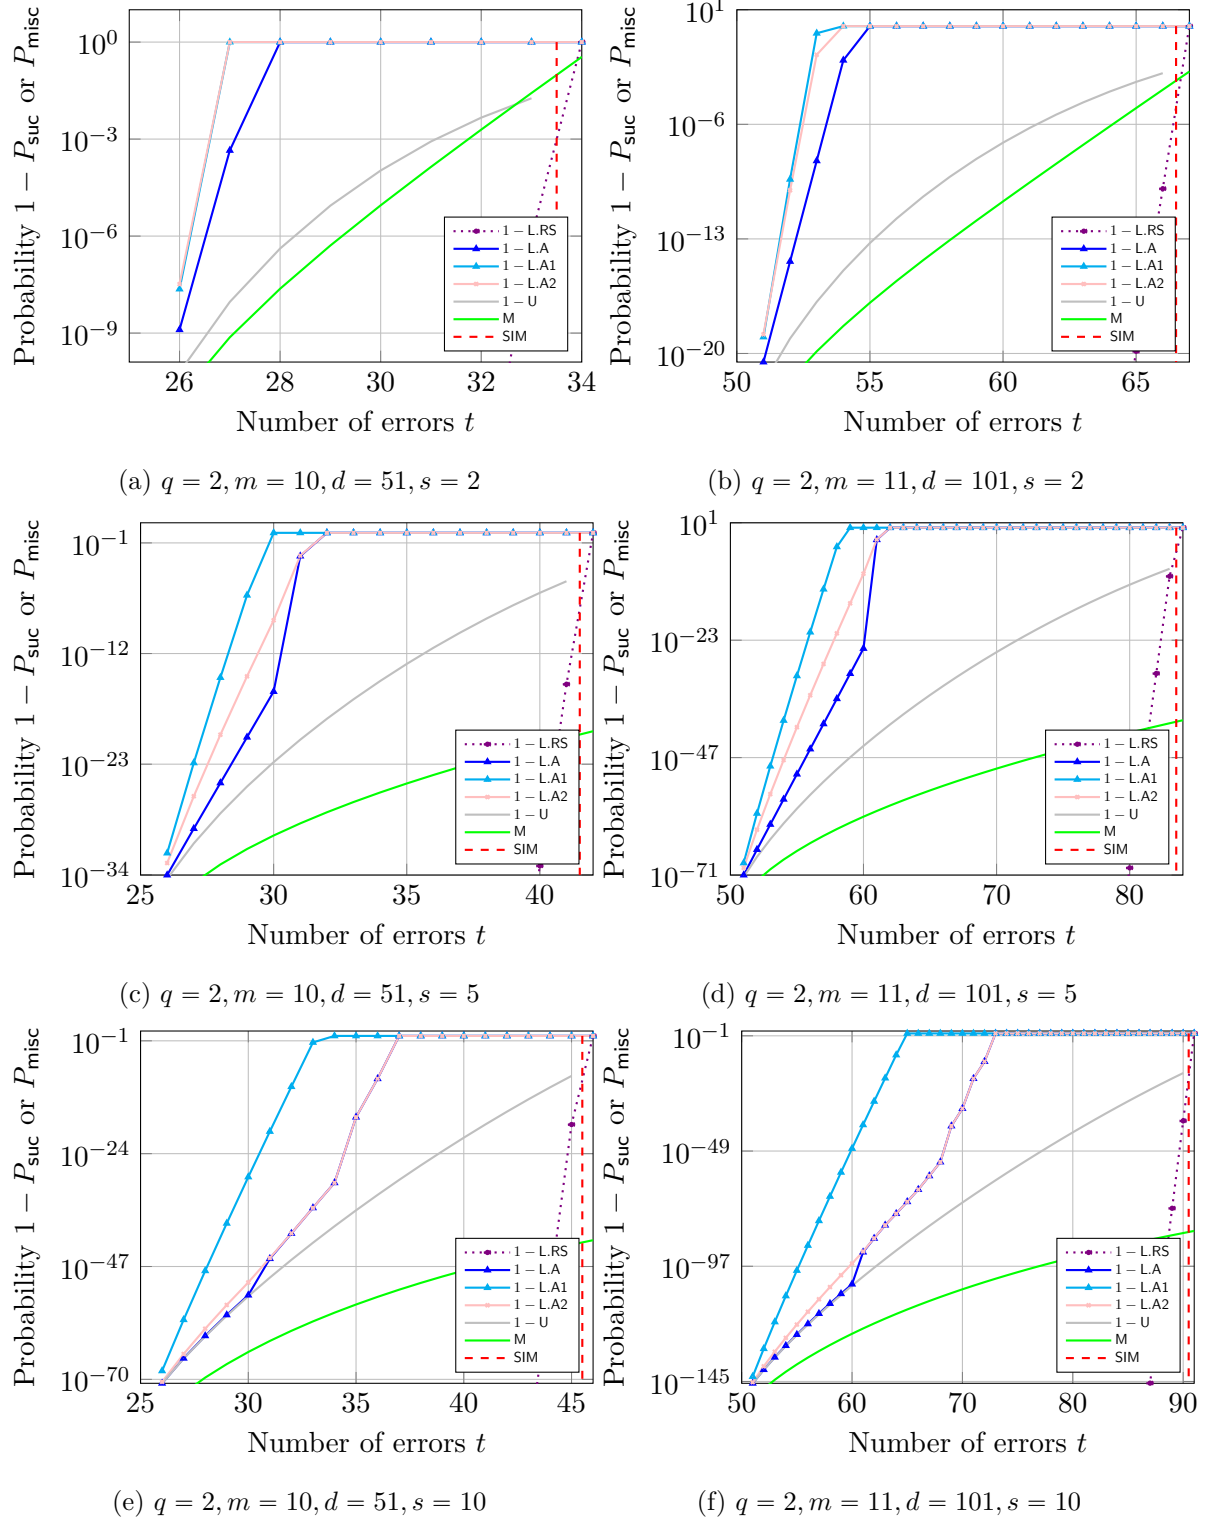 Probability 1 − P_suc or P_misc
10^0
10^−3
10^−6
10^−9
26 28 30 32 34
Number of errors t
1 − L.RS
1 − L.A
1 − L.A1
1 − L.A2
1 − U
M
SIM
(a) q = 2, m = 10, d = 51, s = 2
Probability 1 − P_suc or P_misc
10^1
10^−6
10^−13
10^−20
50 55 60 65
Number of errors t
1 − L.RS
1 − L.A
1 − L.A1
1 − L.A2
1 − U
M
SIM
(b) q = 2, m = 11, d = 101, s = 2
Probability 1 − P_suc or P_misc
10^−1
10^−12
10^−23
10^−34
25 30 35 40
Number of errors t
1 − L.RS
1 − L.A
1 − L.A1
1 − L.A2
1 − U
M
SIM
(c) q = 2, m = 10, d = 51, s = 5
Probability 1 − P_suc or P_misc
10^1
10^−23
10^−47
10^−71
50 60 70 80
Number of errors t
1 − L.RS
1 − L.A
1 − L.A1
1 − L.A2
1 − U
M
SIM
(d) q = 2, m = 11, d = 101, s = 5
Probability 1 − P_suc or P_misc
10^−1
10^−24
10^−47
10^−70
25 30 35 40 45
Number of errors t
1 − L.RS
1 − L.A
1 − L.A1
1 − L.A2
1 − U
M
SIM
(e) q = 2, m = 10, d = 51, s = 10
Probability 1 − P_suc or P_misc
10^−1
10^−49
10^−97
10^−145
50 60 70 80 90
Number of errors t
1 − L.RS
1 − L.A
1 − L.A1
1 − L.A2
1 − U
M
SIM
(f) q = 2, m = 11, d = 101, s = 10